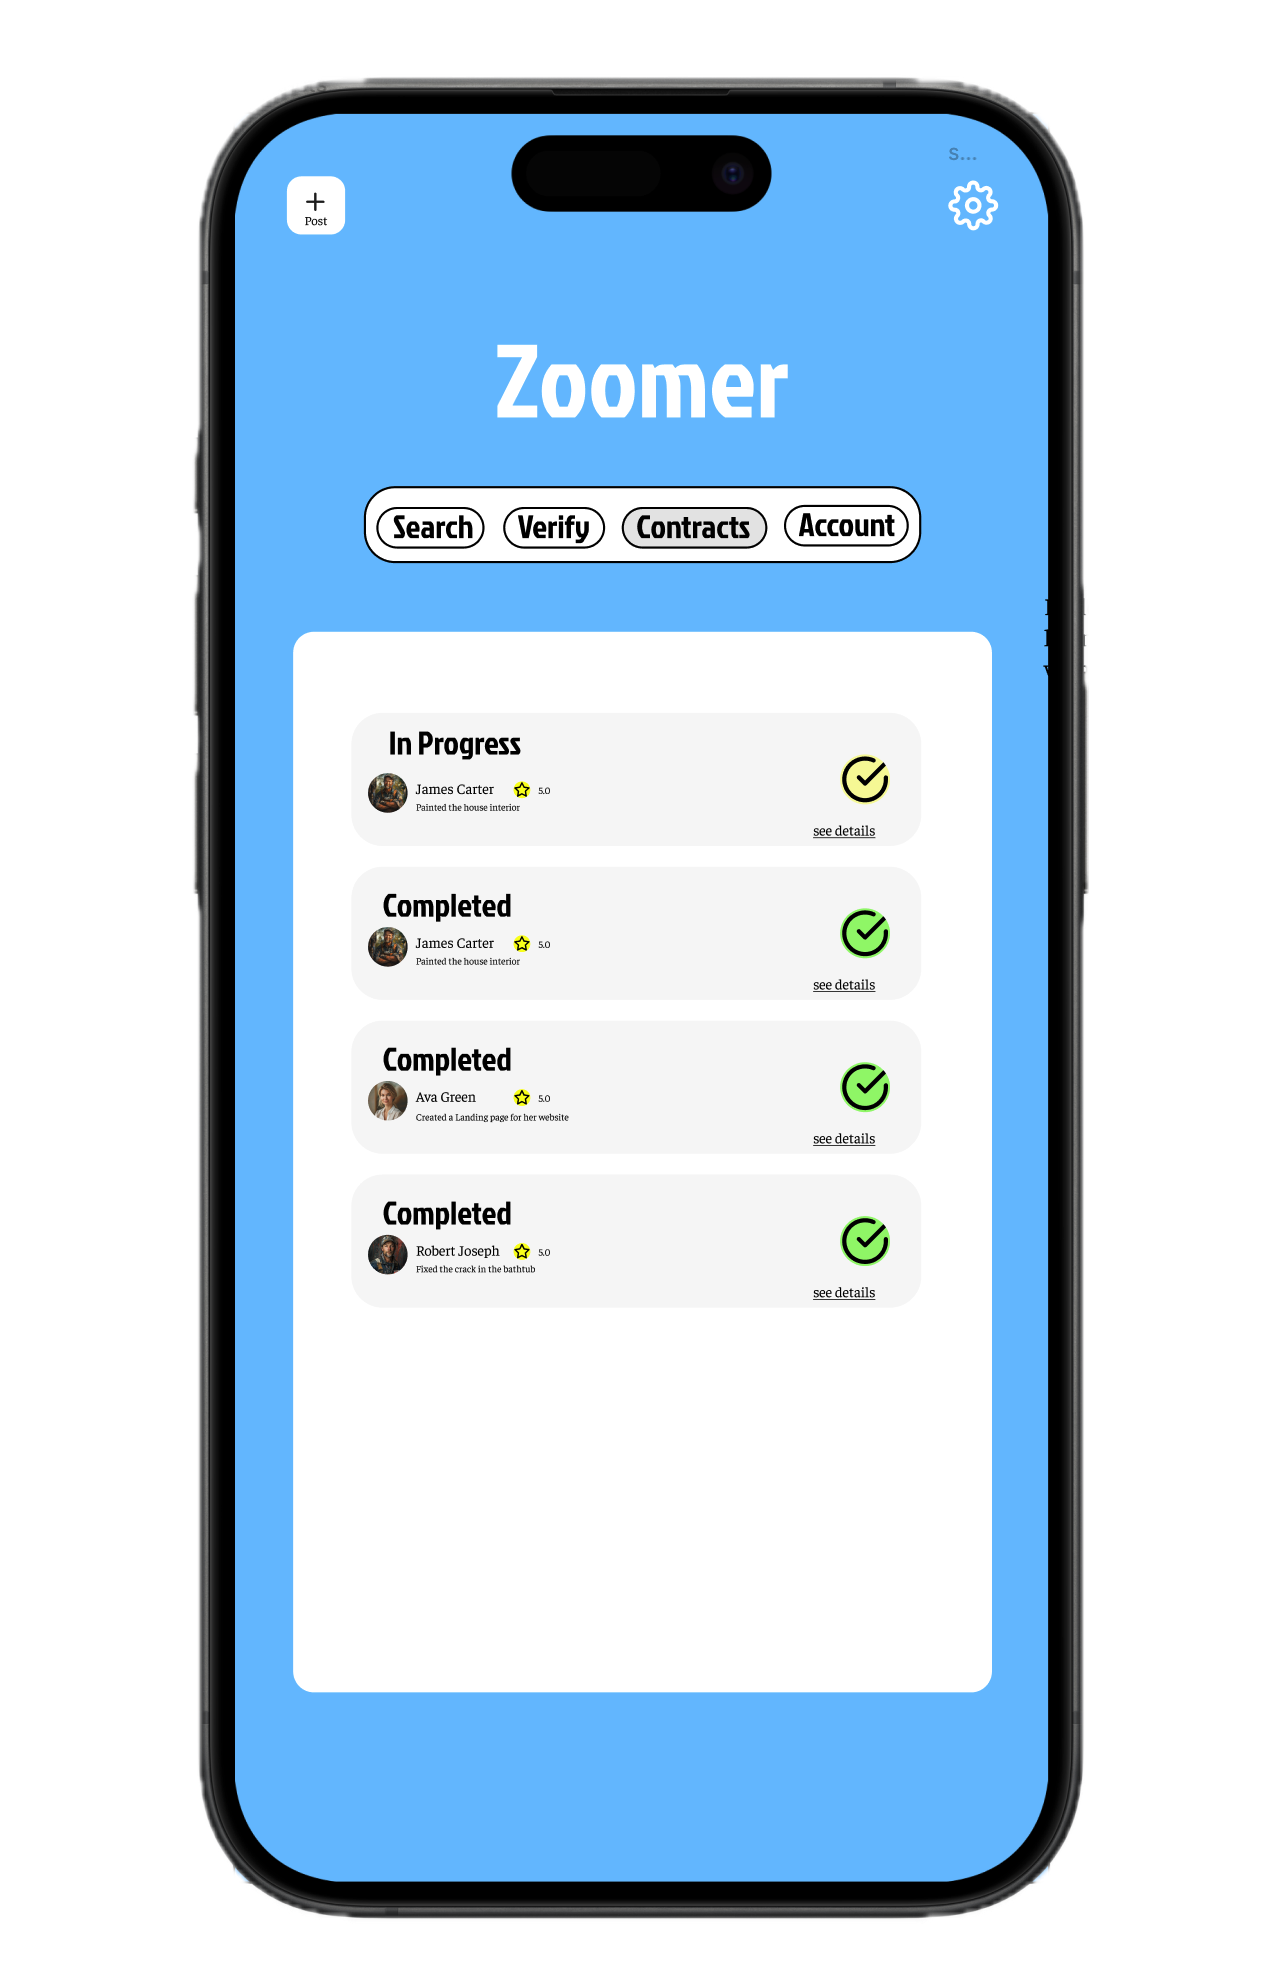 s...
Post
Zoomer
Search Verify Contracts Account
In Progress
James Carter 5.0
Painted the house interior
see details
Completed
James Carter 5.0
Painted the house interior
see details
Completed
Ava Green 5.0
Created a Landing page for her website
see details
Completed
Robert Joseph 5.0
Fixed the crack in the bathtub
see details